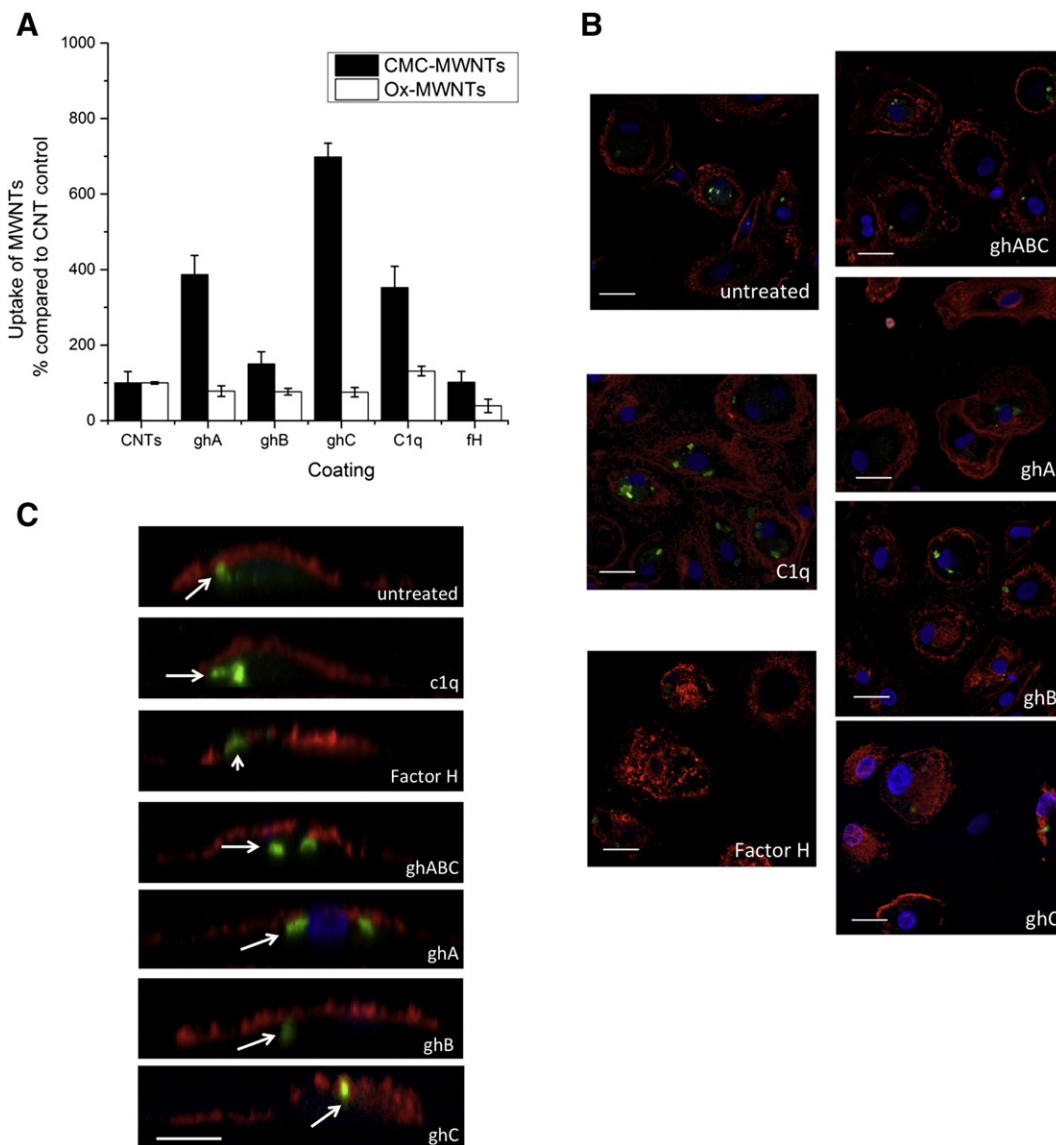 A
1000
800
600
400
200
0
Uptake of MWNTs
% compared to CNT control
CMC-MWNTs
Ox-MWNTs
CNTs ghA ghB ghC C1q fH
Coating
B
untreated
ghABC
ghA
C1q
ghB
Factor H
ghC
C
untreated
c1q
Factor H
ghABC
ghA
ghB
ghC